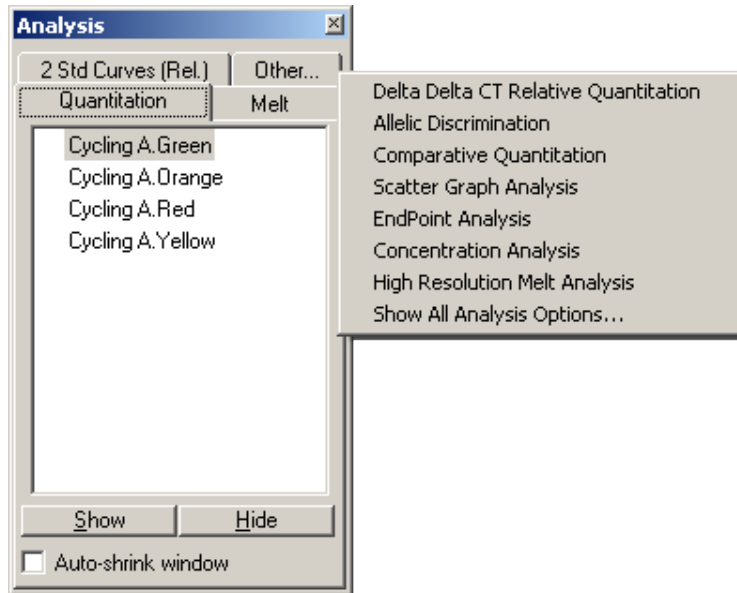 Analysis
2 Std Curves (Rel.) Other...
Quantitation Melt
Cycling A.Green
Cycling A.Orange
Cycling A.Red
Cycling A.Yellow
Show Hide
Auto-shrink window
Delta Delta CT Relative Quantitation
Allelic Discrimination
Comparative Quantitation
Scatter Graph Analysis
EndPoint Analysis
Concentration Analysis
High Resolution Melt Analysis
Show All Analysis Options...